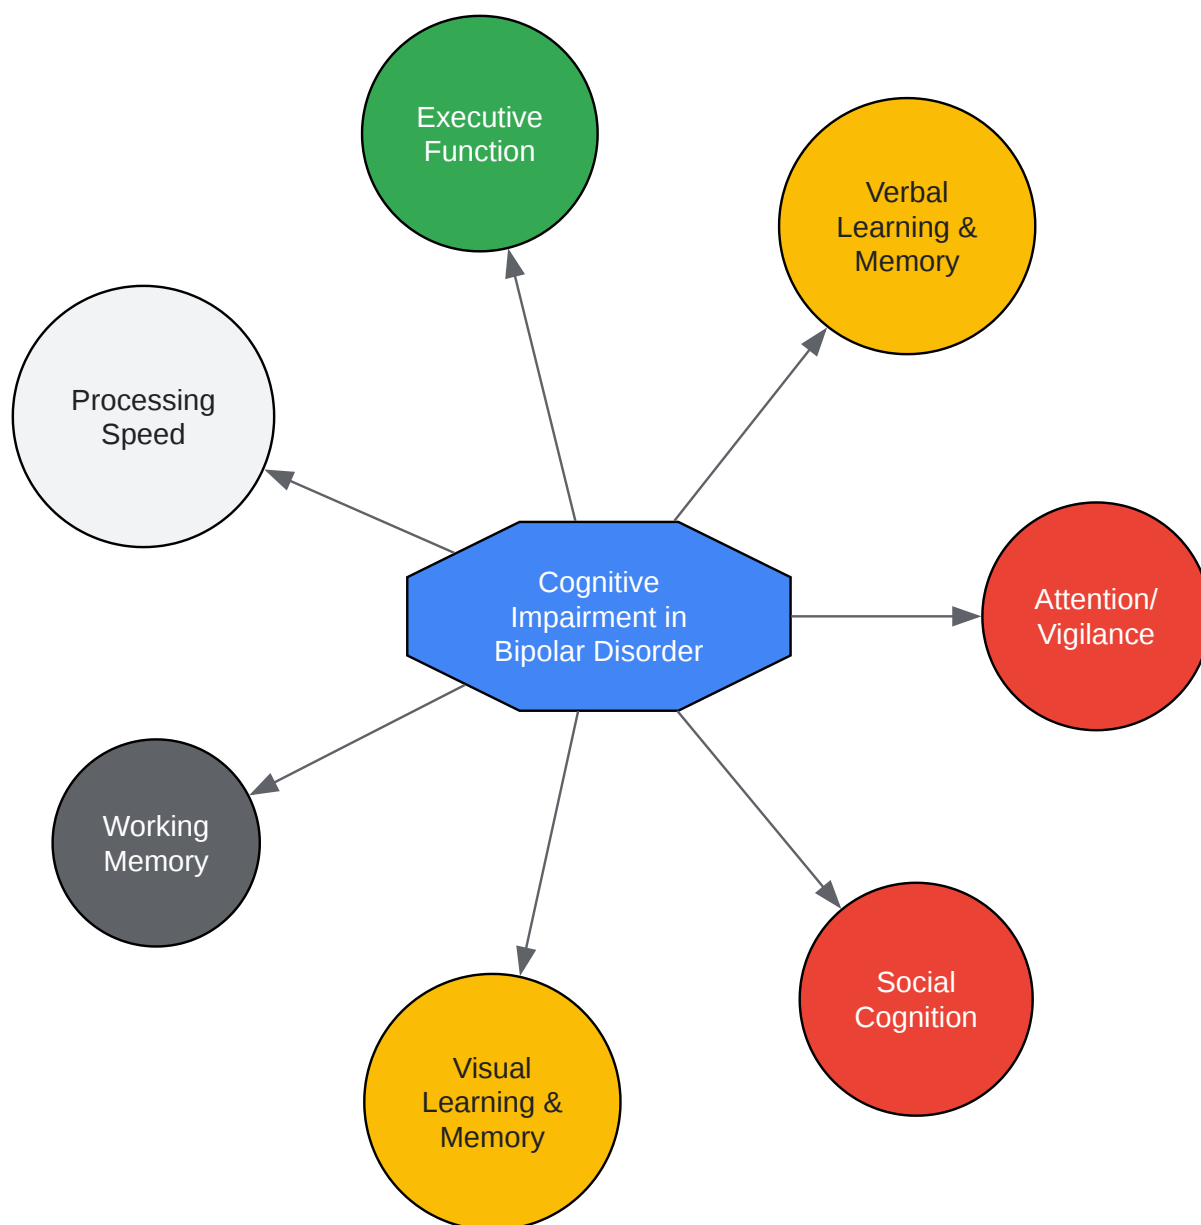 Executive
Function
Verbal
Learning &
Memory
Processing
Speed
Cognitive
Impairment in
Bipolar Disorder
Attention/
Vigilance
Working
Memory
Social
Cognition
Visual
Learning &
Memory